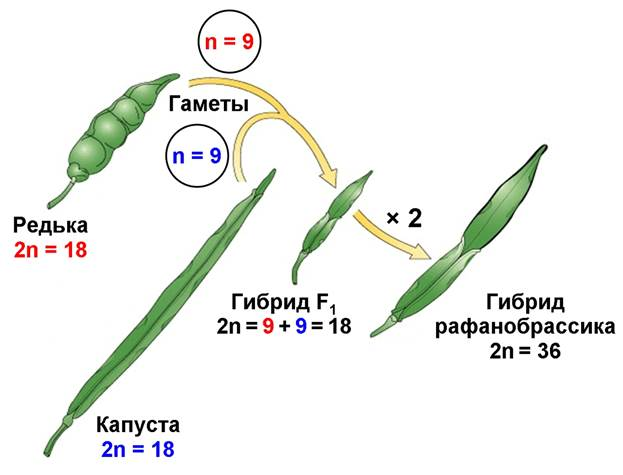 n = 9
Гаметы
n = 9
Редька
2n = 18
× 2
Гибрид F₁
2n = 9 + 9 = 18
Гибрид
рафанобрассика
2n = 36
Капуста
2n = 18